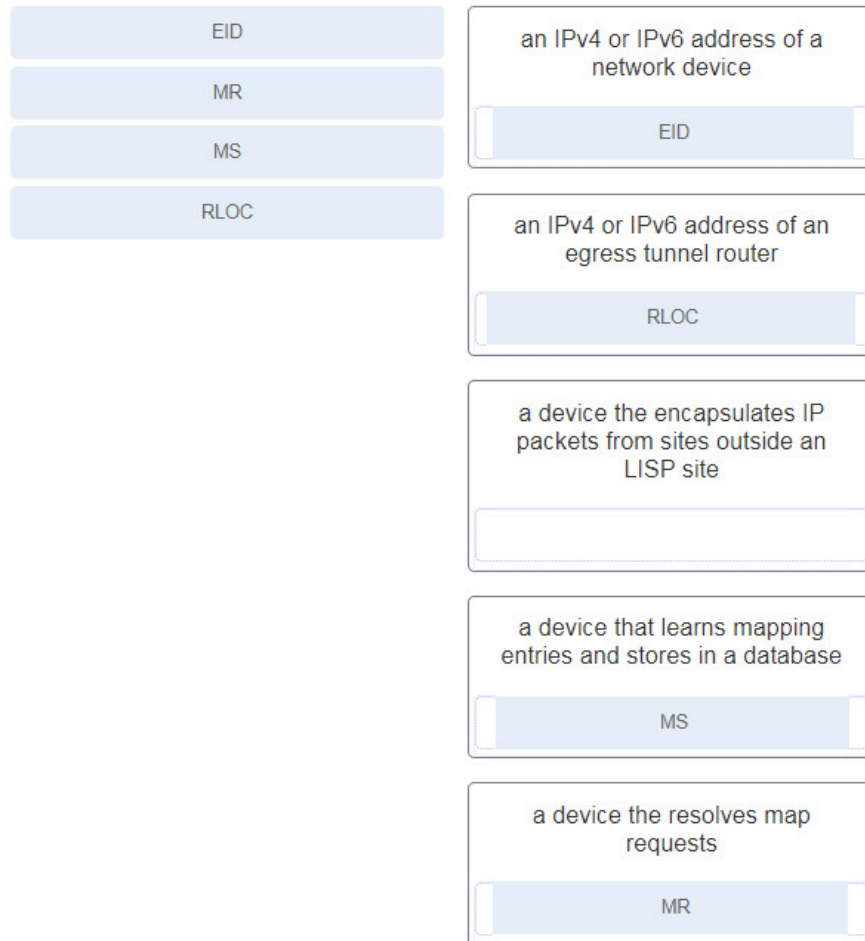 EID
MR
MS
RLOC
an IPv4 or IPv6 address of a
network device
EID
an IPv4 or IPv6 address of an
egress tunnel router
RLOC
a device the encapsulates IP
packets from sites outside an
LISP site
a device that learns mapping
entries and stores in a database
MS
a device the resolves map
requests
MR